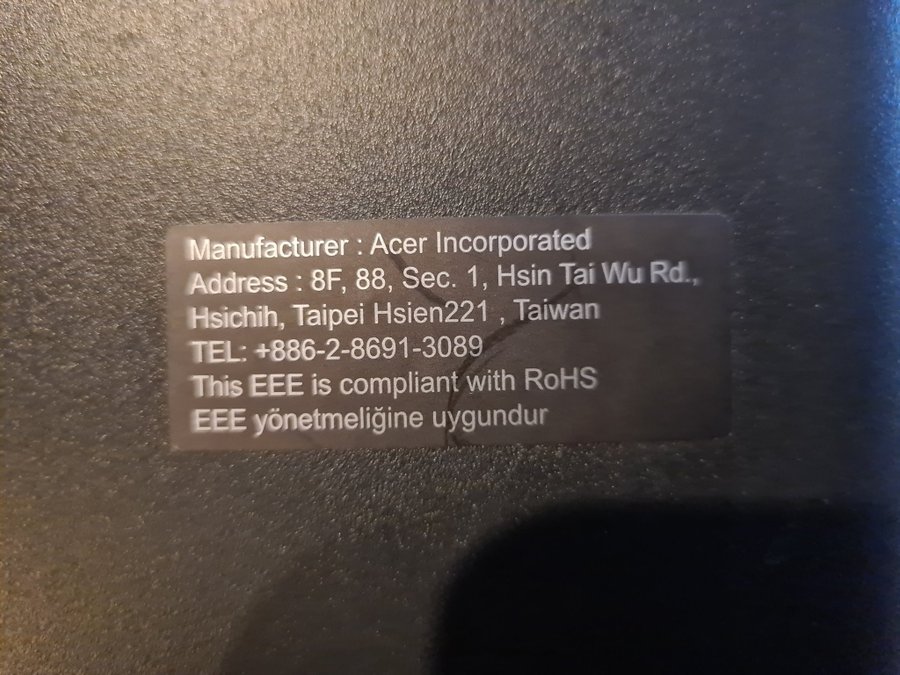 Manufacturer : Acer Incorporated
Address : 8F, 88, Sec. 1, Hsin Tai Wu Rd.,
Hsichih, Taipei Hsien221 , Taiwan
TEL: +886-2-8691-3089
This EEE is compliant with RoHS
EEE yönetmeliğine uygundur